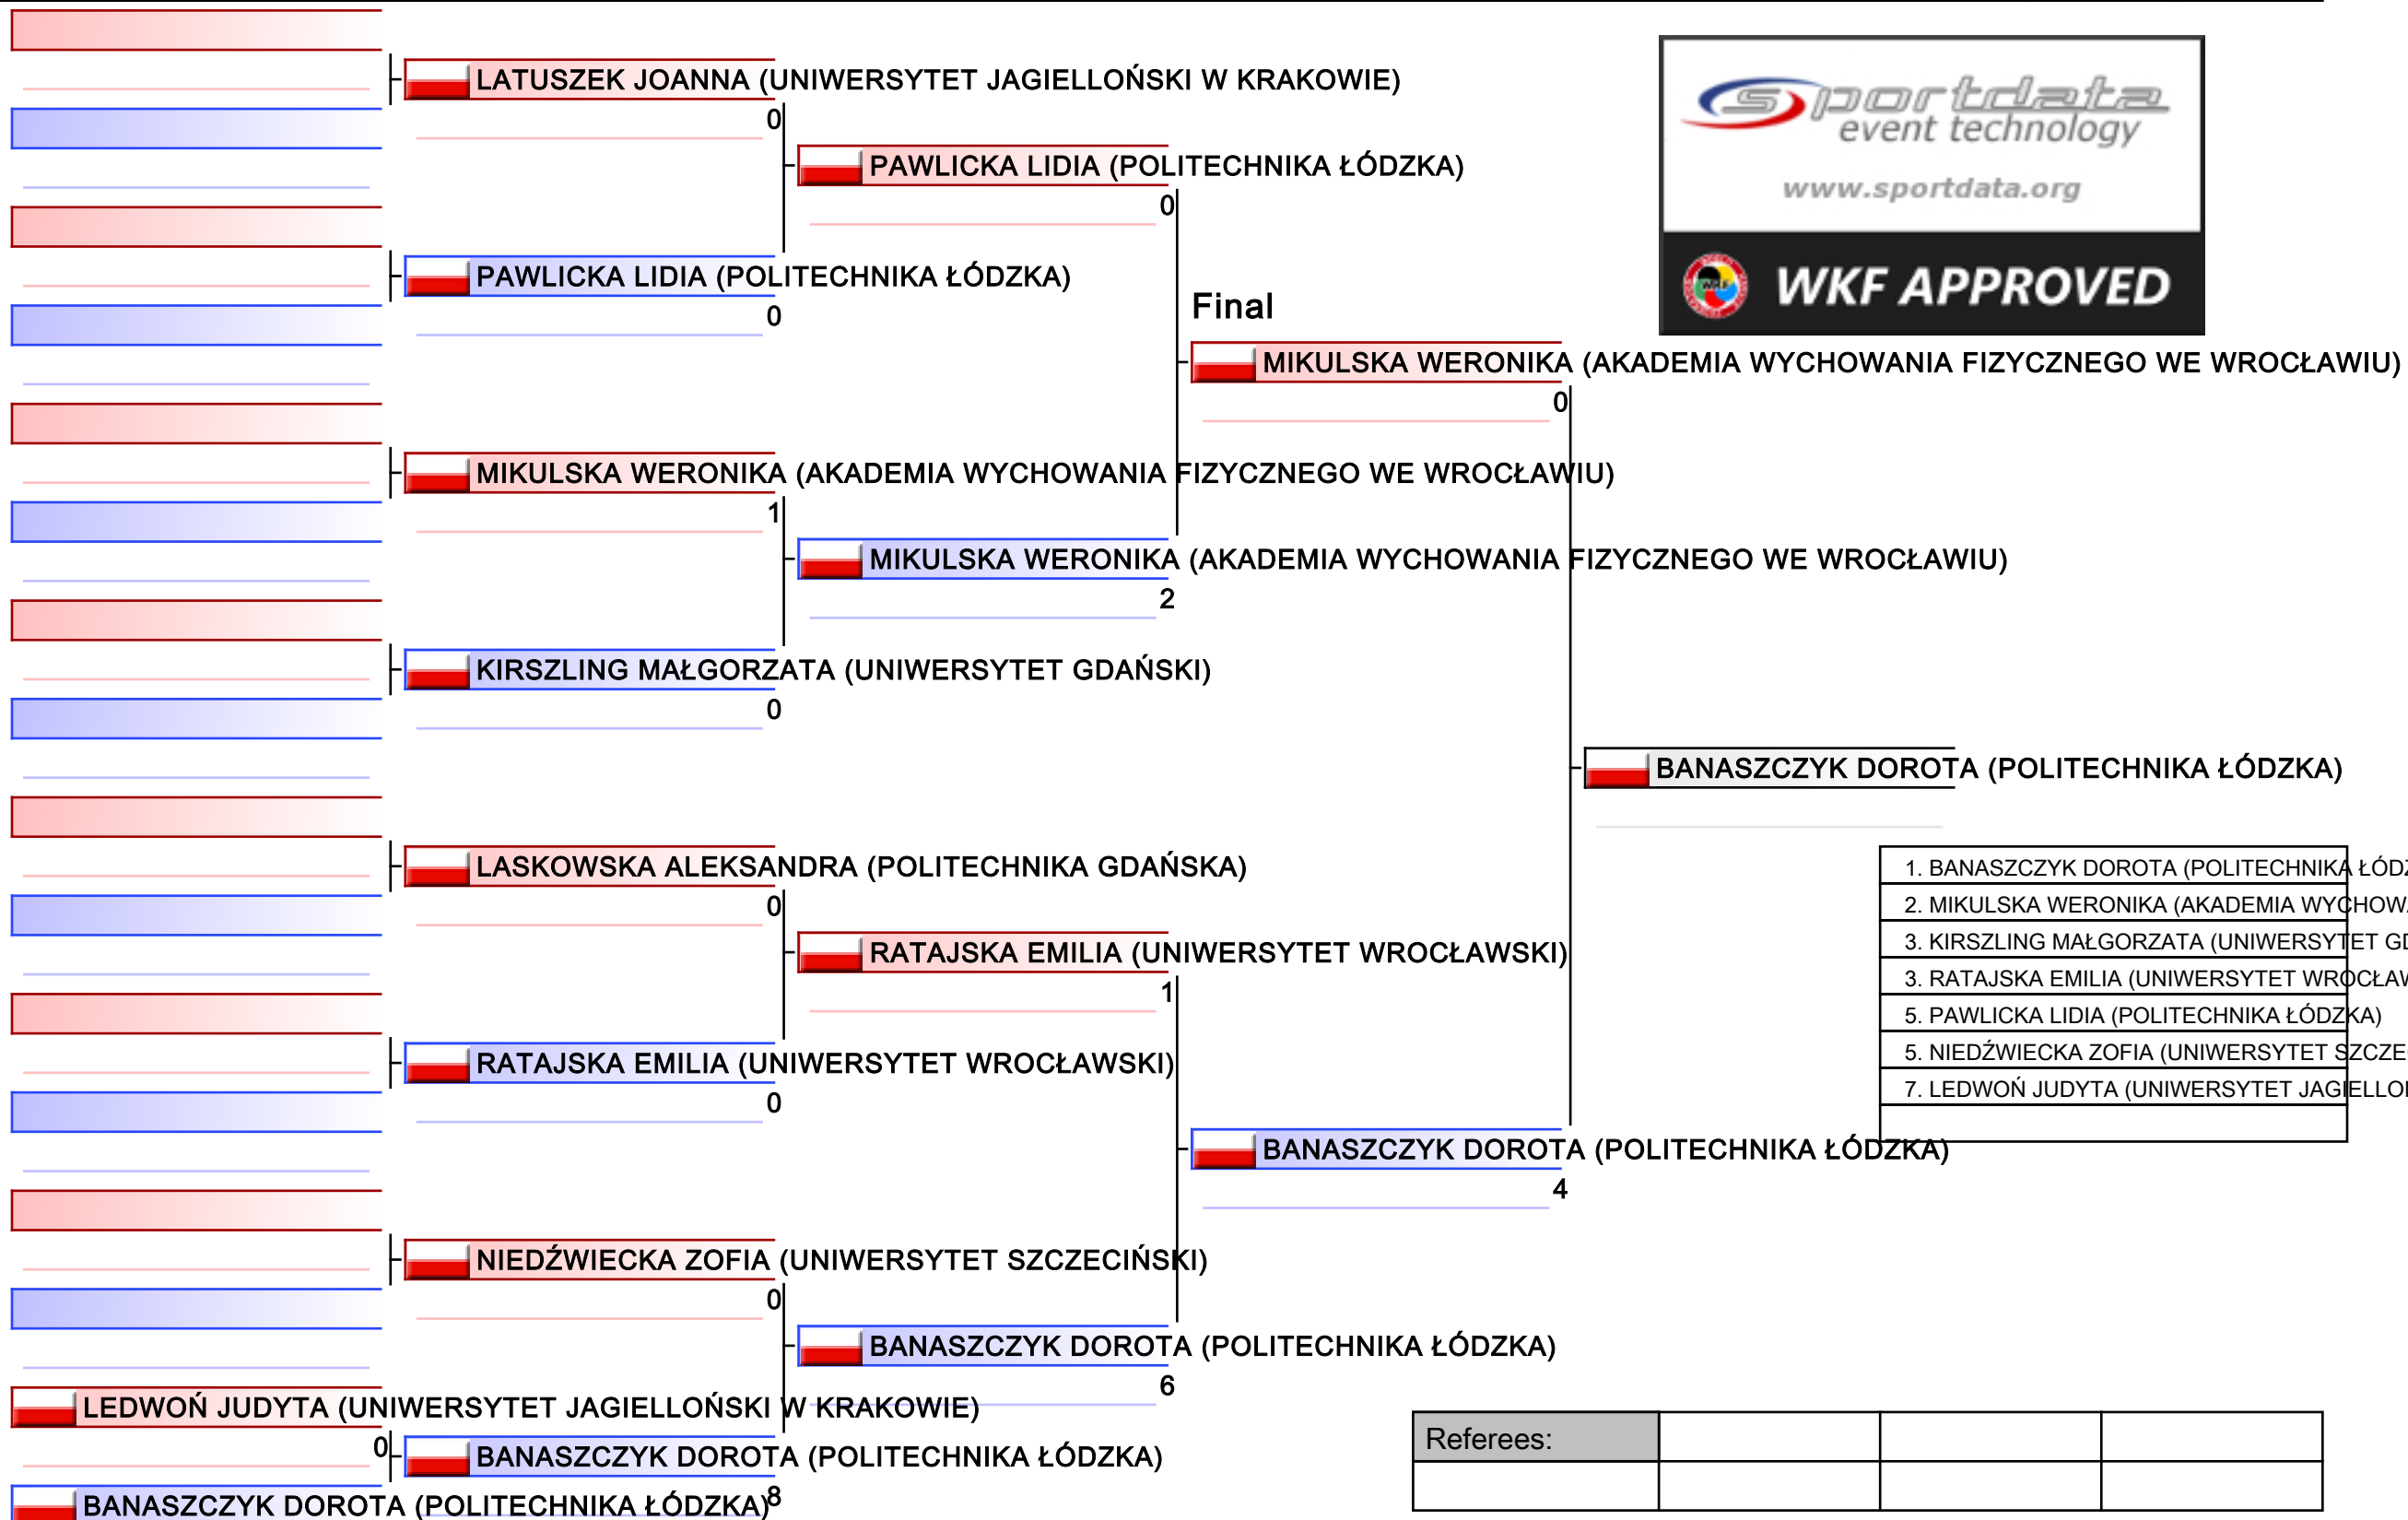 LATUSZEK JOANNA (UNIWERSYTET JAGIELLOŃSKI W KRAKOWIE)
0
PAWLICKA LIDIA (POLITECHNIKA ŁÓDZKA)
0
PAWLICKA LIDIA (POLITECHNIKA ŁÓDZKA)
0
sportdata
event technology
www.sportdata.org
WKF
WKF APPROVED
Final
MIKULSKA WERONIKA (AKADEMIA WYCHOWANIA FIZYCZNEGO WE WROCŁAWIU)
0
MIKULSKA WERONIKA (AKADEMIA WYCHOWANIA FIZYCZNEGO WE WROCŁAWIU)
1
MIKULSKA WERONIKA (AKADEMIA WYCHOWANIA FIZYCZNEGO WE WROCŁAWIU)
2
KIRSZLING MAŁGORZATA (UNIWERSYTET GDAŃSKI)
0
BANASZCZYK DOROTA (POLITECHNIKA ŁÓDZKA)
LASKOWSKA ALEKSANDRA (POLITECHNIKA GDAŃSKA)
0
RATAJSKA EMILIA (UNIWERSYTET WROCŁAWSKI)
1
RATAJSKA EMILIA (UNIWERSYTET WROCŁAWSKI)
0
1. BANASZCZYK DOROTA (POLITECHNIKA ŁÓDZ
2. MIKULSKA WERONIKA (AKADEMIA WYCHOWA
3. KIRSZLING MAŁGORZATA (UNIWERSYTET GD
3. RATAJSKA EMILIA (UNIWERSYTET WROCŁAW
5. PAWLICKA LIDIA (POLITECHNIKA ŁÓDZKA)
5. NIEDŹWIECKA ZOFIA (UNIWERSYTET SZCZE
7. LEDWOŃ JUDYTA (UNIWERSYTET JAGIELLO
BANASZCZYK DOROTA (POLITECHNIKA ŁÓDZKA)
4
NIEDŹWIECKA ZOFIA (UNIWERSYTET SZCZECIŃSKI)
0
BANASZCZYK DOROTA (POLITECHNIKA ŁÓDZKA)
6
LEDWOŃ JUDYTA (UNIWERSYTET JAGIELLOŃSKI W KRAKOWIE)
0
BANASZCZYK DOROTA (POLITECHNIKA ŁÓDZKA)
8
BANASZCZYK DOROTA (POLITECHNIKA ŁÓDZKA)
Referees: